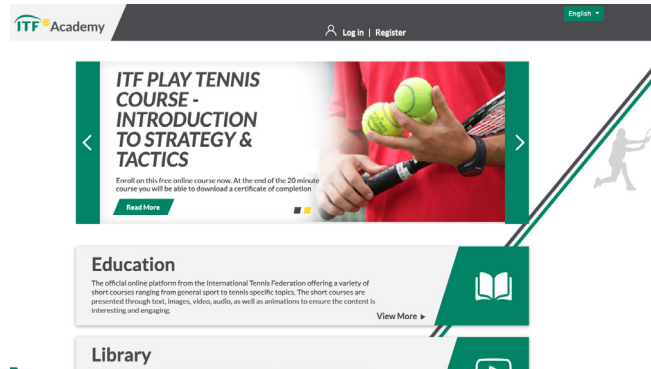 ITF Academy
English
Log in | Register
ITF PLAY TENNIS
COURSE -
INTRODUCTION
TO STRATEGY &
TACTICS
Enroll on this free online course now. At the end of the 20 minute
course you will be able to download a certificate of completion
Read More
Education
The official online platform from the International Tennis Federation offering a variety of
short courses ranging from general sport to tennis specific topics. The short courses are
presented through text, images, video, audio, as well as animations to ensure the content is
interesting and engaging.
View More
Library